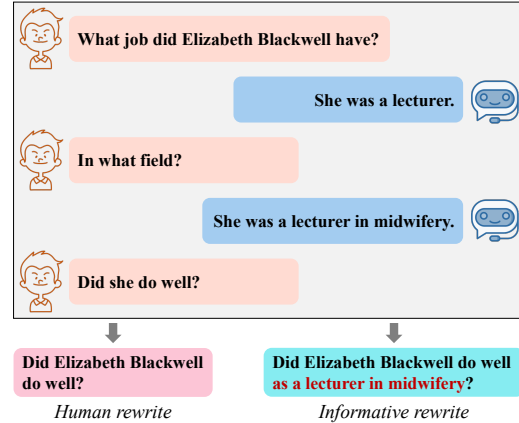 What job did Elizabeth Blackwell have?
She was a lecturer.
In what field?
She was a lecturer in midwifery.
Did she do well?
Did Elizabeth Blackwell
do well?
Human rewrite
Did Elizabeth Blackwell do well
as a lecturer in midwifery?
Informative rewrite